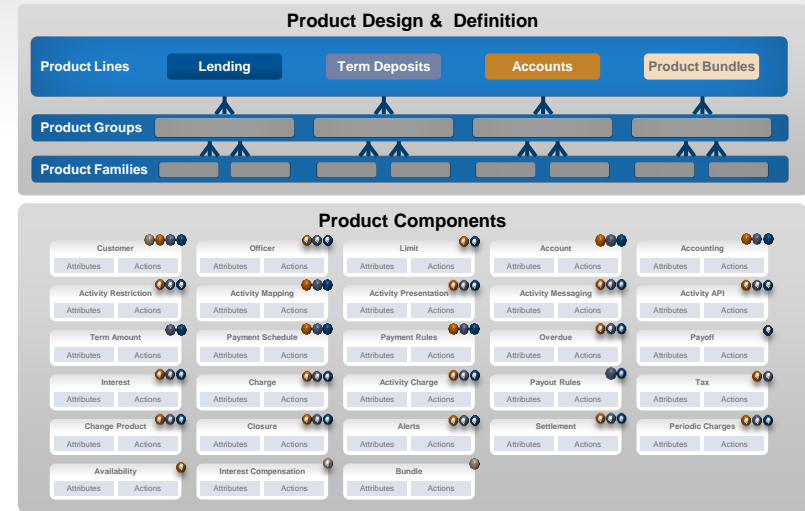 Product Design & Definition
Product Lines Lending Term Deposits Accounts Product Bundles
Product Groups
Product Families
Product Components
Customer Officer Limit Account Accounting
Attributes Actions Attributes Actions Attributes Actions Attributes Actions Attributes Actions
Activity Restriction Activity Mapping Activity Presentation Activity Messaging Activity API
Attributes Actions Attributes Actions Attributes Actions Attributes Actions Attributes Actions
Term Amount Payment Schedule Payment Rules Overdue Payoff
Attributes Actions Attributes Actions Attributes Actions Attributes Actions Attributes Actions
Interest Charge Activity Charge Payout Rules Tax
Attributes Actions Attributes Actions Attributes Actions Attributes Actions Attributes Actions
Change Product Closure Alerts Settlement Periodic Charges
Attributes Actions Attributes Actions Attributes Actions Attributes Actions Attributes Actions
Availability Interest Compensation Bundle
Attributes Actions Attributes Actions Attributes Actions